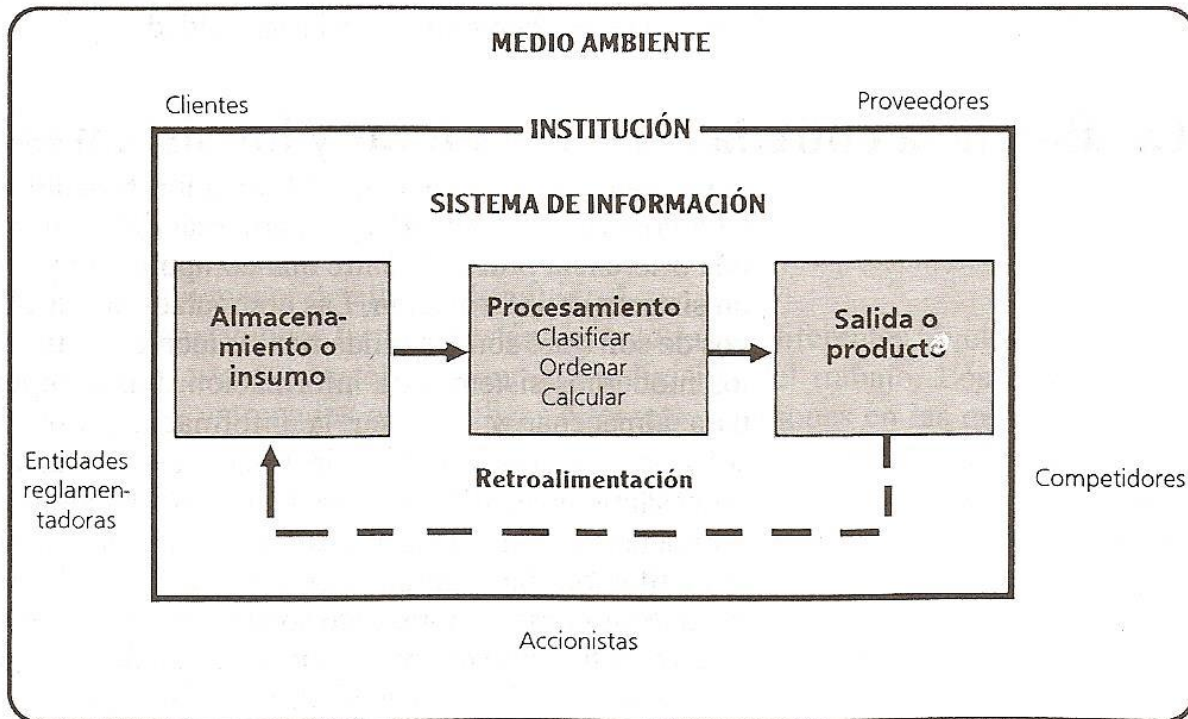 MEDIO AMBIENTE
Clientes
Proveedores
INSTITUCIÓN
SISTEMA DE INFORMACIÓN
Almacena-
miento o
insumo
Procesamiento
Clasificar
Ordenar
Calcular
Salida o
producto
Retroalimentación
Entidades
reglamen-
tadoras
Competidores
Accionistas